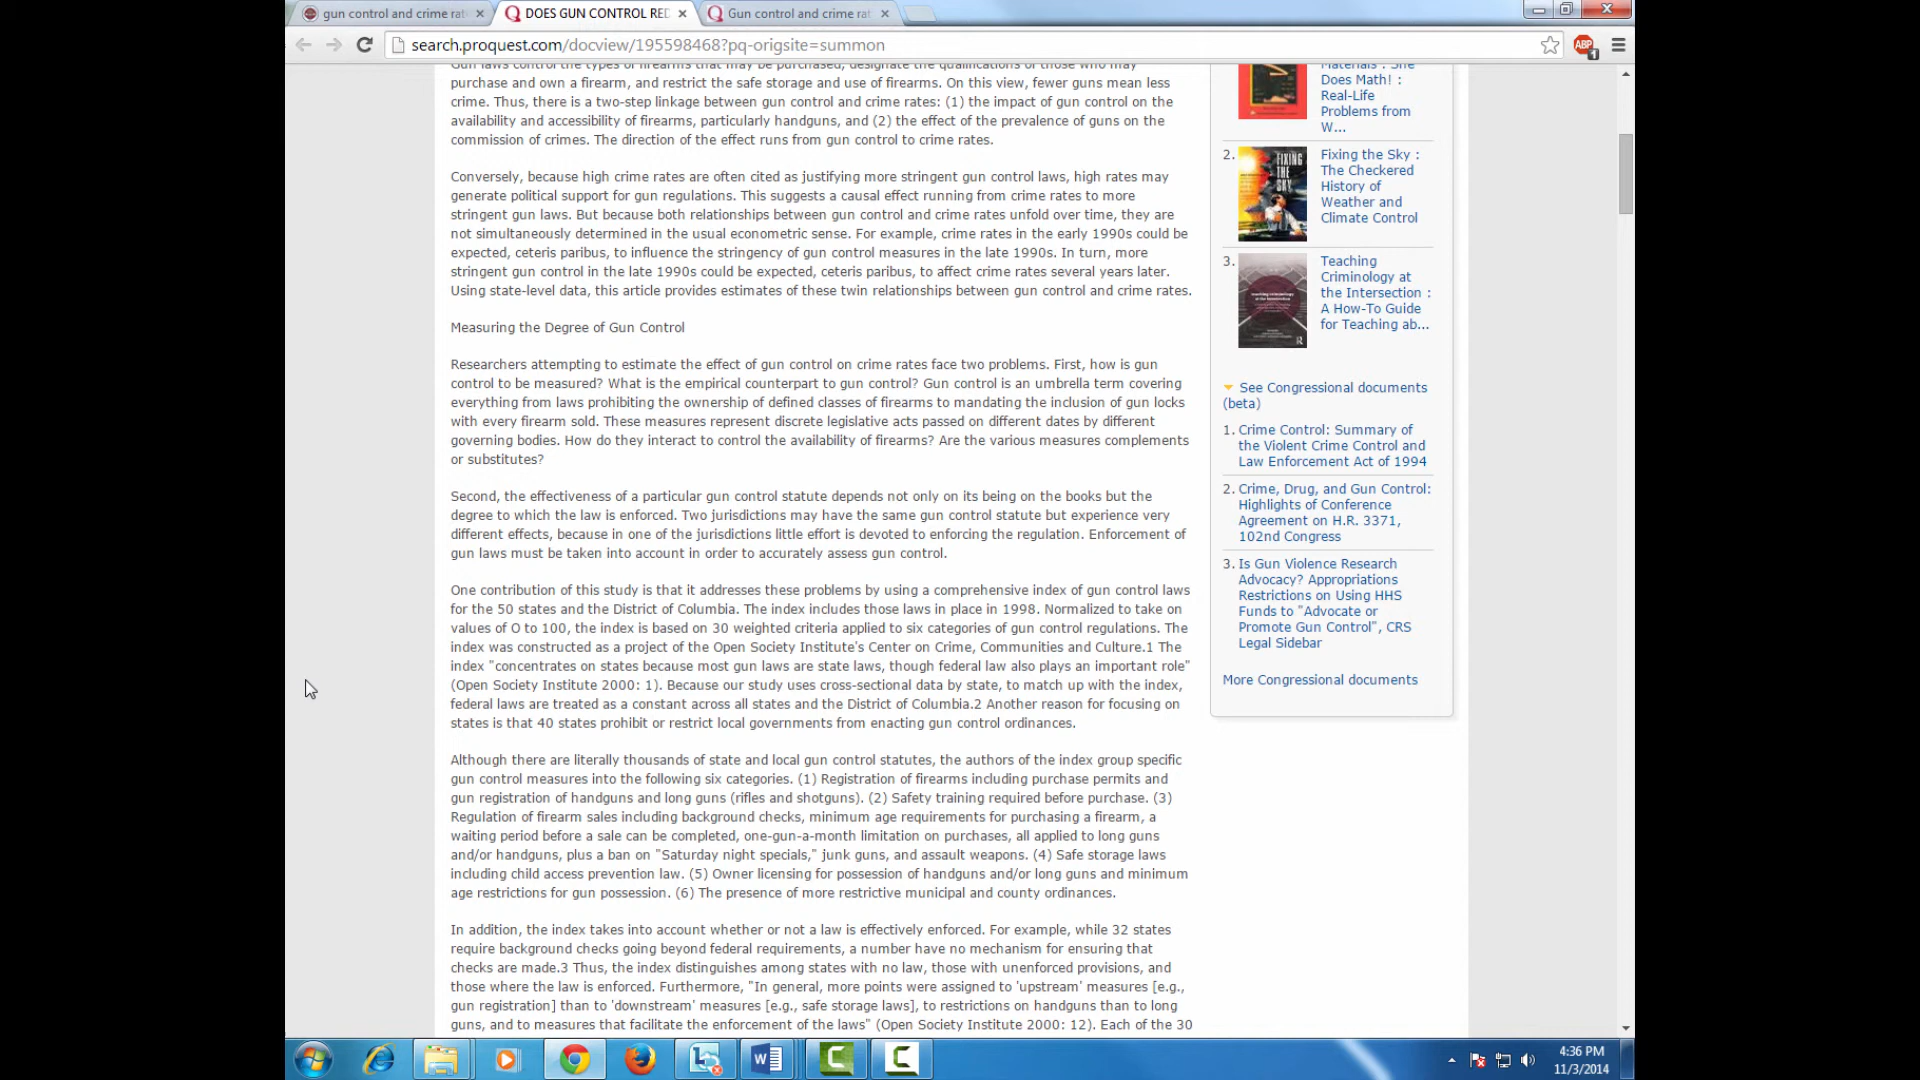 gun control and crime rat
DOES GUN CONTROL RED
Gun control and crime rat
search.proquest.com/docview/195598468?pq-origsite=summon
ABP
1
Gun laws control the types of firearms that may be purchased, designate the qualifications of those who may
purchase and own a firearm, and restrict the safe storage and use of firearms. On this view, fewer guns mean less
crime. Thus, there is a two-step linkage between gun control and crime rates: (1) the impact of gun control on the
availability and accessibility of firearms, particularly handguns, and (2) the effect of the prevalence of guns on the
commission of crimes. The direction of the effect runs from gun control to crime rates.
Conversely, because high crime rates are often cited as justifying more stringent gun control laws, high rates may
generate political support for gun regulations. This suggests a causal effect running from crime rates to more
stringent gun laws. But because both relationships between gun control and crime rates unfold over time, they are
not simultaneously determined in the usual econometric sense. For example, crime rates in the early 1990s could be
expected, ceteris paribus, to influence the stringency of gun control measures in the late 1990s. In turn, more
stringent gun control in the late 1990s could be expected, ceteris paribus, to affect crime rates several years later.
Using state-level data, this article provides estimates of these twin relationships between gun control and crime rates.
Measuring the Degree of Gun Control
Researchers attempting to estimate the effect of gun control on crime rates face two problems. First, how is gun
control to be measured? What is the empirical counterpart to gun control? Gun control is an umbrella term covering
everything from laws prohibiting the ownership of defined classes of firearms to mandating the inclusion of gun locks
with every firearm sold. These measures represent discrete legislative acts passed on different dates by different
governing bodies. How do they interact to control the availability of firearms? Are the various measures complements
or substitutes?
Second, the effectiveness of a particular gun control statute depends not only on its being on the books but the
degree to which the law is enforced. Two jurisdictions may have the same gun control statute but experience very
different effects, because in one of the jurisdictions little effort is devoted to enforcing the regulation. Enforcement of
gun laws must be taken into account in order to accurately assess gun control.
One contribution of this study is that it addresses these problems by using a comprehensive index of gun control laws
for the 50 states and the District of Columbia. The index includes those laws in place in 1998. Normalized to take on
values of O to 100, the index is based on 30 weighted criteria applied to six categories of gun control regulations. The
index was constructed as a project of the Open Society Institute's Center on Crime, Communities and Culture.1 The
index "concentrates on states because most gun laws are state laws, though federal law also plays an important role"
(Open Society Institute 2000: 1). Because our study uses cross-sectional data by state, to match up with the index,
federal laws are treated as a constant across all states and the District of Columbia.2 Another reason for focusing on
states is that 40 states prohibit or restrict local governments from enacting gun control ordinances.
Although there are literally thousands of state and local gun control statutes, the authors of the index group specific
gun control measures into the following six categories. (1) Registration of firearms including purchase permits and
gun registration of handguns and long guns (rifles and shotguns). (2) Safety training required before purchase. (3)
Regulation of firearm sales including background checks, minimum age requirements for purchasing a firearm, a
waiting period before a sale can be completed, one-gun-a-month limitation on purchases, all applied to long guns
and/or handguns, plus a ban on "Saturday night specials," junk guns, and assault weapons. (4) Safe storage laws
including child access prevention law. (5) Owner licensing for possession of handguns and/or long guns and minimum
age restrictions for gun possession. (6) The presence of more restrictive municipal and county ordinances.
In addition, the index takes into account whether or not a law is effectively enforced. For example, while 32 states
require background checks going beyond federal requirements, a number have no mechanism for ensuring that
checks are made.3 Thus, the index distinguishes among states with no law, those with unenforced provisions, and
those where the law is enforced. Furthermore, "In general, more points were assigned to 'upstream' measures [e.g.,
gun registration] than to 'downstream' measures [e.g., safe storage laws], to restrictions on handguns than to long
guns, and to measures that facilitate the enforcement of the laws" (Open Society Institute 2000: 12). Each of the 30
Materials : She
Does Math! :
Real-Life
Problems from
W...
2.
FIXING
THE
SKY
Fixing the Sky :
The Checkered
History of
Weather and
Climate Control
3.
Teaching
Criminology at
the Intersection :
A How-To Guide
for Teaching ab...
See Congressional documents
(beta)
1. Crime Control: Summary of
the Violent Crime Control and
Law Enforcement Act of 1994
2. Crime, Drug, and Gun Control:
Highlights of Conference
Agreement on H.R. 3371,
102nd Congress
3. Is Gun Violence Research
Advocacy? Appropriations
Restrictions on Using HHS
Funds to "Advocate or
Promote Gun Control", CRS
Legal Sidebar
More Congressional documents
4:36 PM
11/3/2014